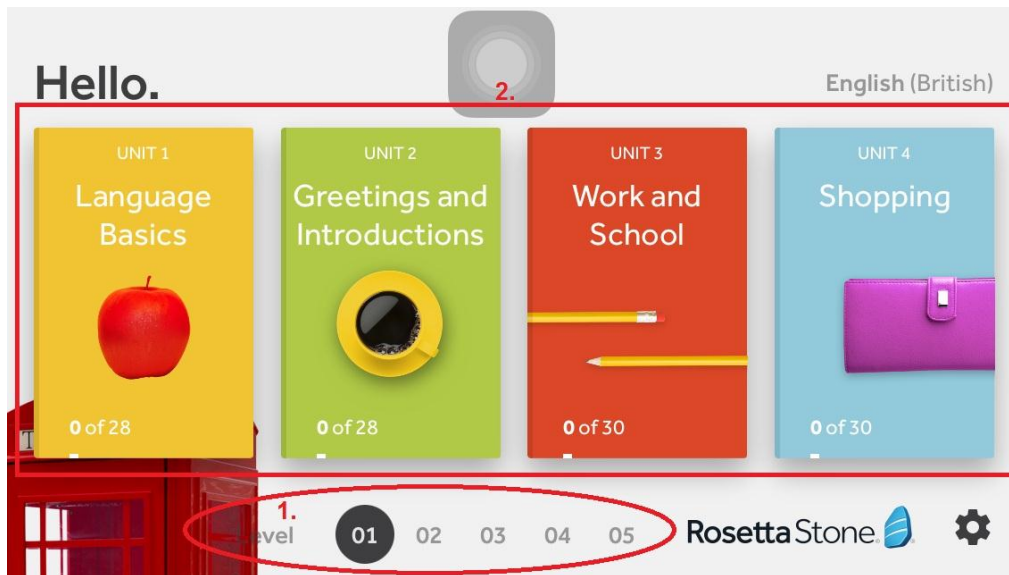 Hello.
2.
English (British)
UNIT 1
Language
Basics
0 of 28
UNIT 2
Greetings and
Introductions
0 of 28
UNIT 3
Work and
School
0 of 30
UNIT 4
Shopping
0 of 30
1.
Level 01 02 03 04 05
Rosetta Stone.